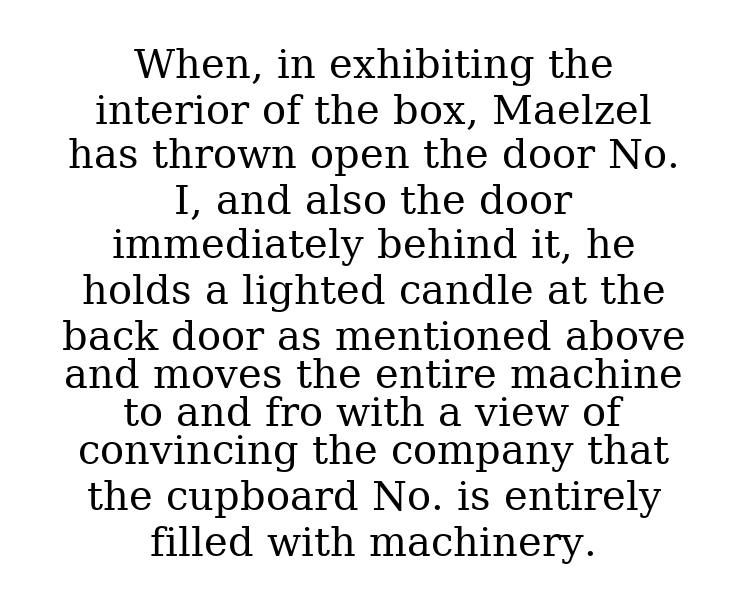 When, in exhibiting the
interior of the box, Maelzel
has thrown open the door No.
I, and also the door
immediately behind it, he
holds a lighted candle at the
back door as mentioned above
and moves the entire machine
to and fro with a view of
convincing the company that
the cupboard No. is entirely
filled with machinery.